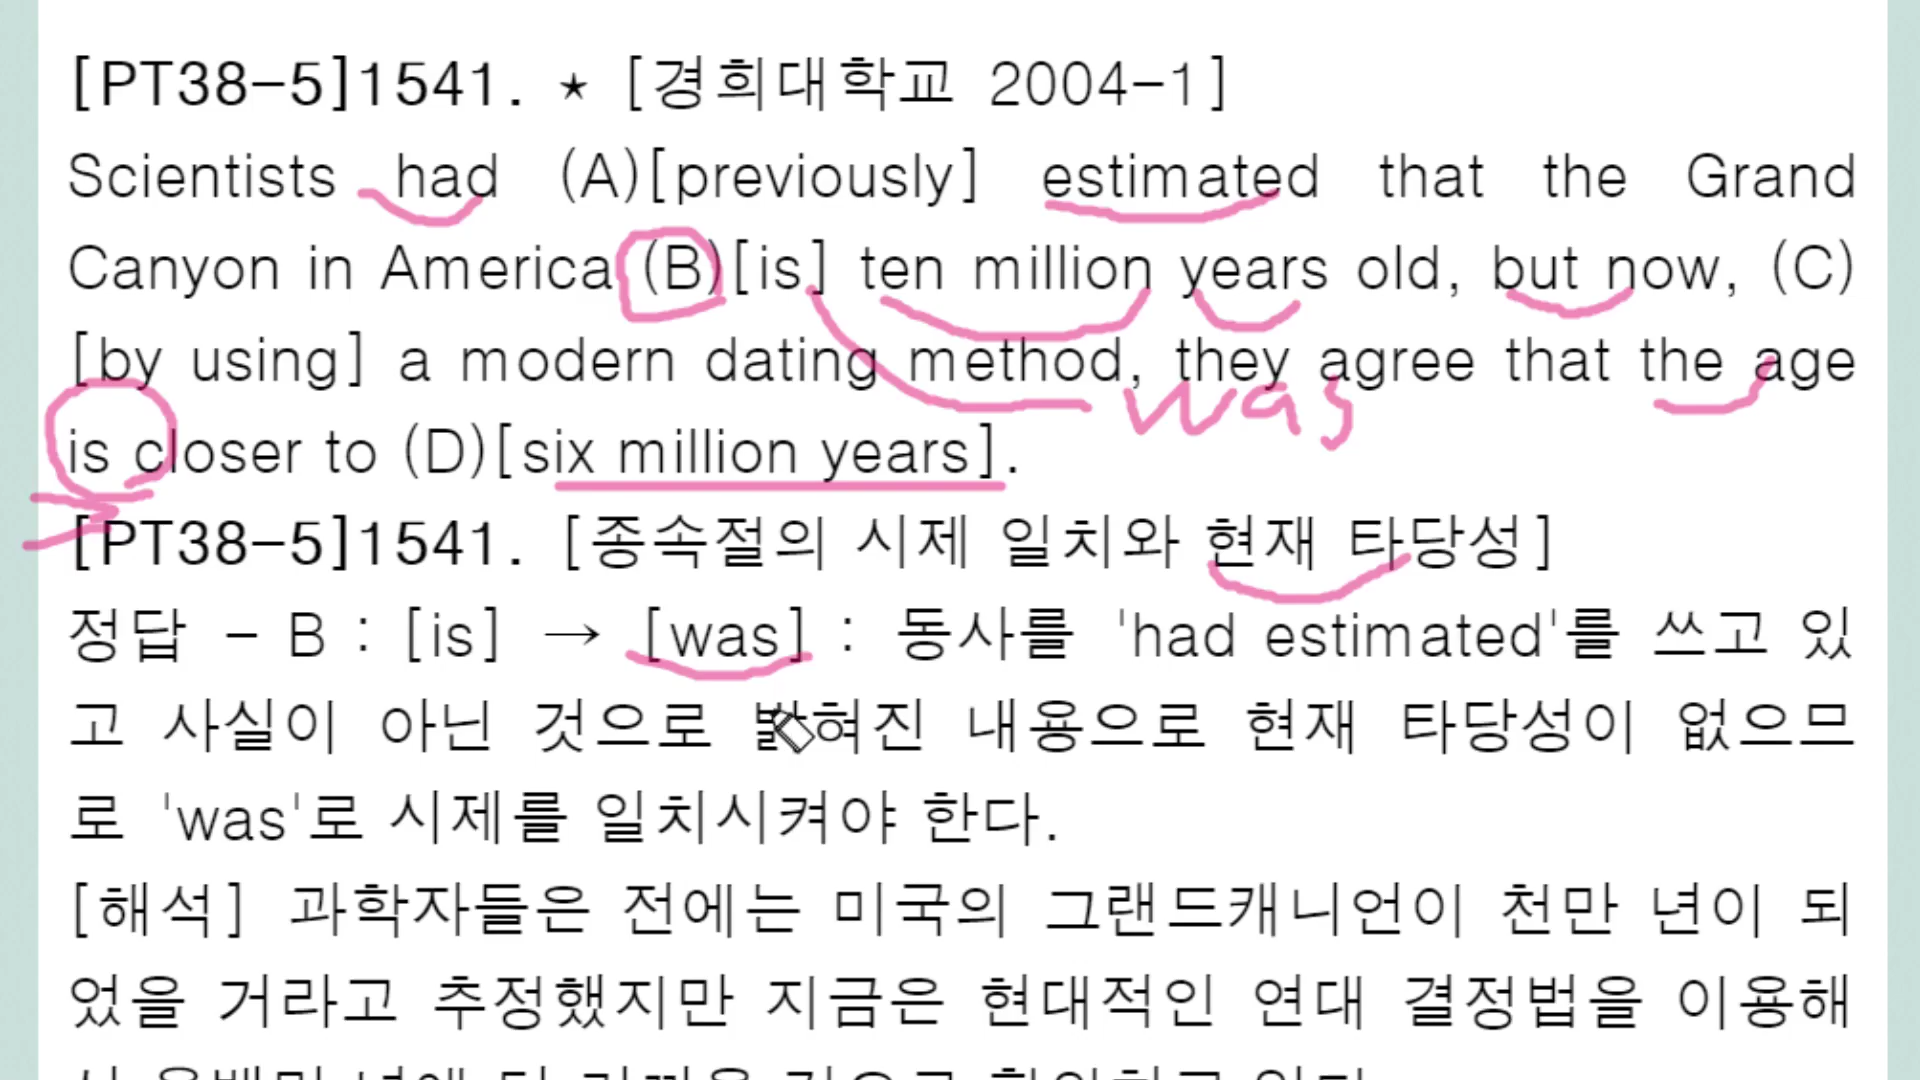 [PT38-5]1541. ⋆ [경희대학교 2004-1]
Scientists had (A)[previously] estimated that the Grand
Canyon in America (B)[is] ten million years old, but now, (C)
[by using] a modern dating method, they agree that the age
was
is closer to (D)[six million years].
[PT38-5]1541. [종속절의 시제 일치와 현재 타당성]
정답 - B : [is] → [was] : 동사를 'had estimated'를 쓰고 있
고 사실이 아닌 것으로 밝혀진 내용으로 현재 타당성이 없으므
로 'was'로 시제를 일치시켜야 한다.
[해석] 과학자들은 전에는 미국의 그랜드캐니언이 천만 년이 되
었을 거라고 추정했지만 지금은 현대적인 연대 결정법을 이용해